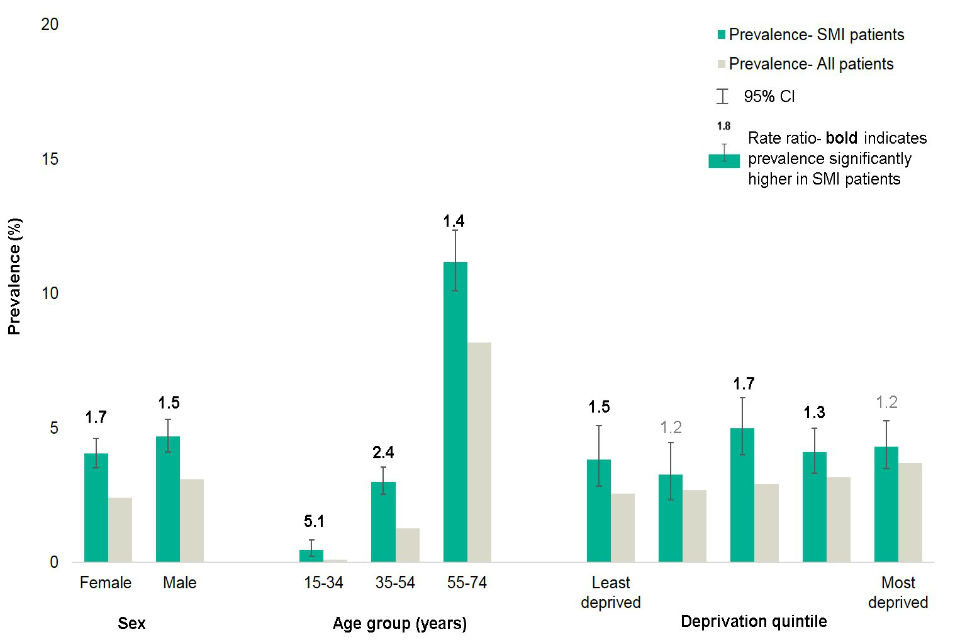 20
15
10
5
0
Prevalence (%)
Prevalence- SMI patients
Prevalence- All patients
95% CI
1.8
Rate ratio- bold indicates
prevalence significantly
higher in SMI patients
1.7
1.5
5.1
2.4
1.4
1.5
1.2
1.7
1.3
1.2
Female
Male
15-34
35-54
55-74
Least
deprived
Most
deprived
Sex
Age group (years)
Deprivation quintile